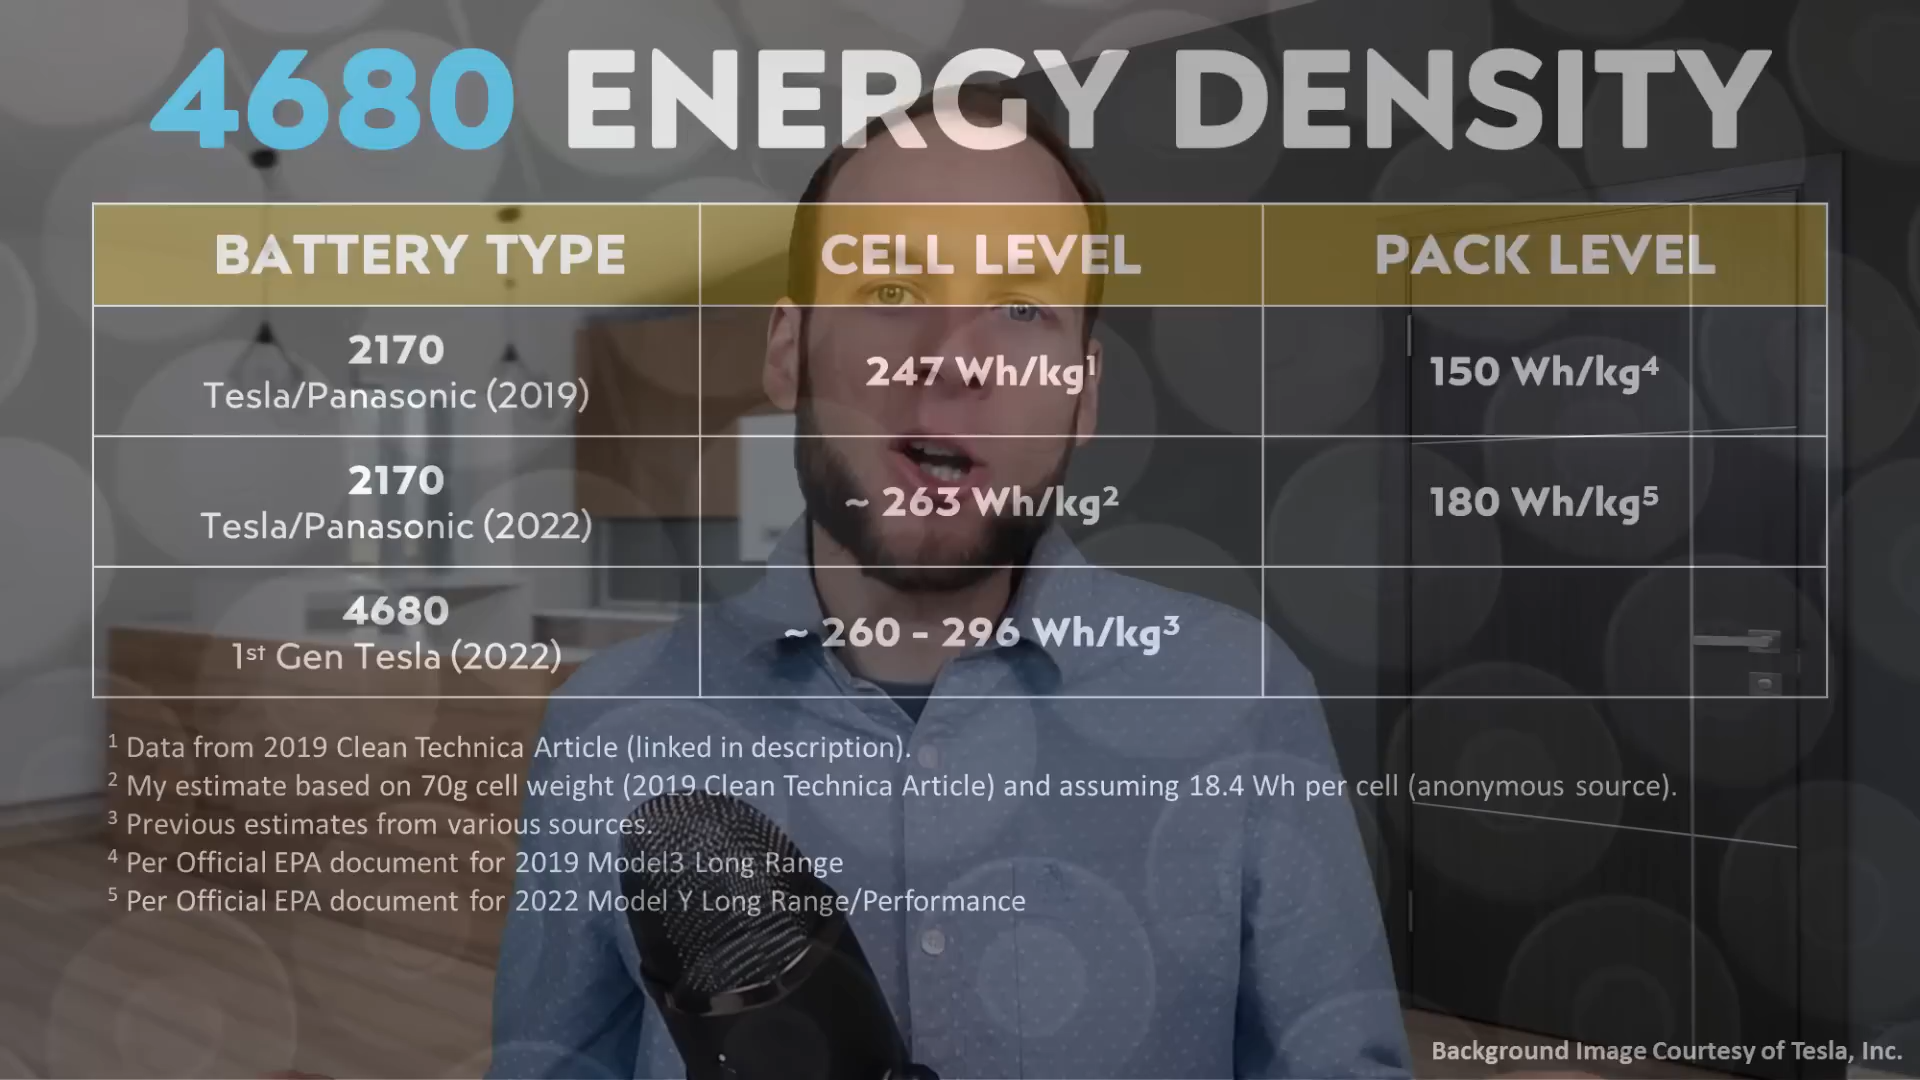 4680 ENERGY DENSITY
BATTERY TYPE CELL LEVEL PACK LEVEL
2170
Tesla/Panasonic (2019)
247 Wh/kg¹
150 Wh/kg⁴
2170
Tesla/Panasonic (2022)
~ 263 Wh/kg²
180 Wh/kg⁵
4680
1st Gen Tesla (2022)
~ 260 - 296 Wh/kg³
¹ Data from 2019 Clean Technica Article (linked in description).
² My estimate based on 70g cell weight (2019 Clean Technica Article) and assuming 18.4 Wh per cell (anonymous source).
³ Previous estimates from various sources.
⁴ Per Official EPA document for 2019 Model3 Long Range
⁵ Per Official EPA document for 2022 Model Y Long Range/Performance
Background Image Courtesy of Tesla, Inc.